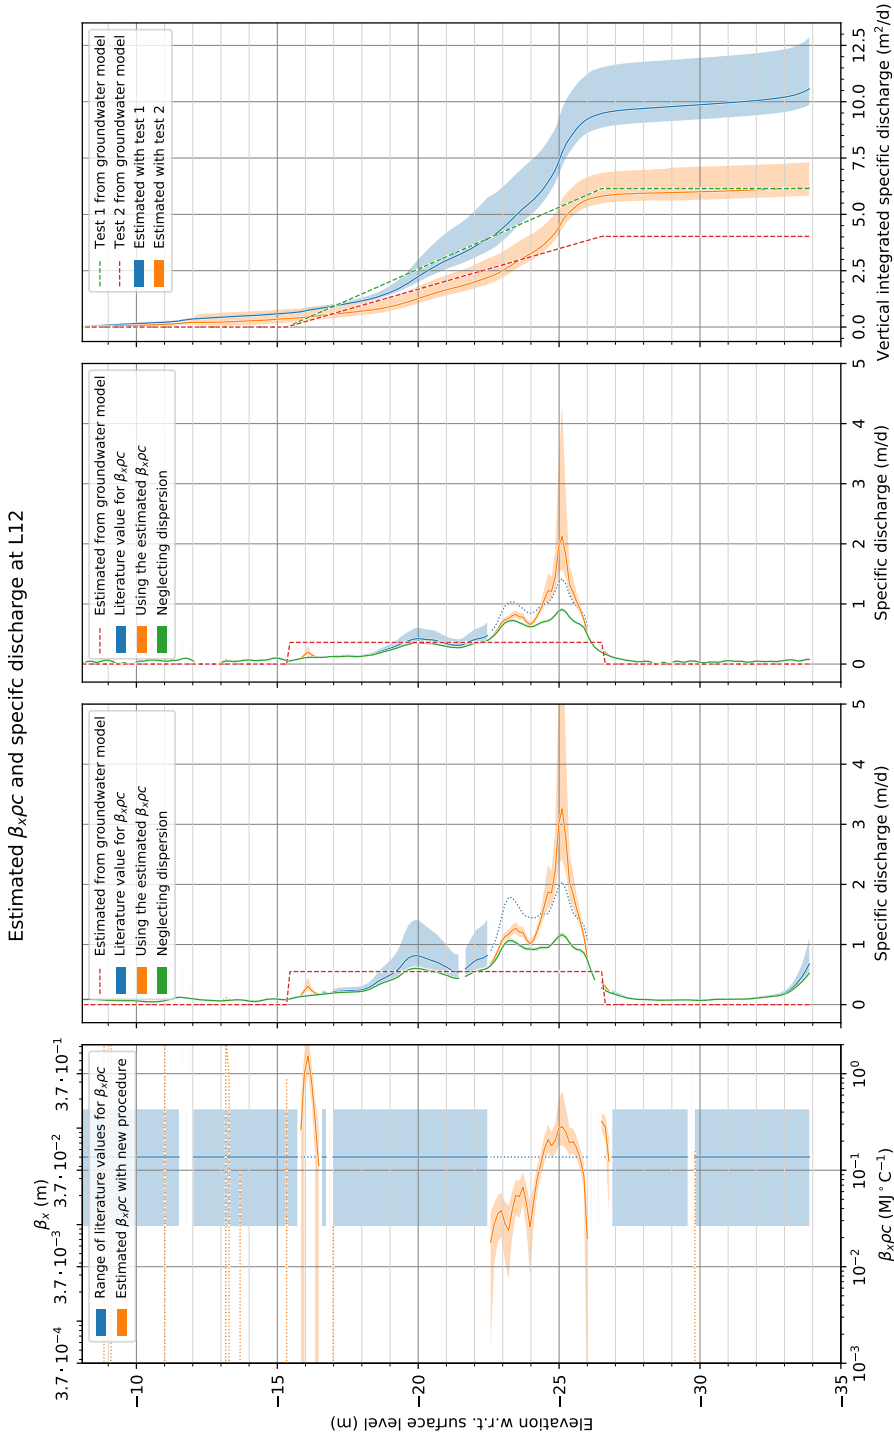 Estimated βₓρc and specifc discharge at L12
βₓ (m)
3.7 · 10⁻⁴ 3.7 · 10⁻³ 3.7 · 10⁻² 3.7 · 10⁻¹
Range of literature values for βₓρc
Estimated βₓρc with new procedure
Elevation w.r.t. surface level (m)
−10
−15
−20
−25
−30
−35
10⁻³ 10⁻² 10⁻¹ 10⁰
βₓρc (MJ°C⁻¹)
Estimated from groundwater model
Literature value for βₓρc
Using the estimated βₓρc
Neglecting dispersion
0 1 2 3 4 5
Specific discharge (m/d)
Estimated from groundwater model
Literature value for βₓρc
Using the estimated βₓρc
Neglecting dispersion
0 1 2 3 4 5
Specific discharge (m/d)
Test 1 from groundwater model
Test 2 from groundwater model
Estimated with test 1
Estimated with test 2
0.0 2.5 5.0 7.5 10.0 12.5
Vertical integrated specific discharge (m²/d)